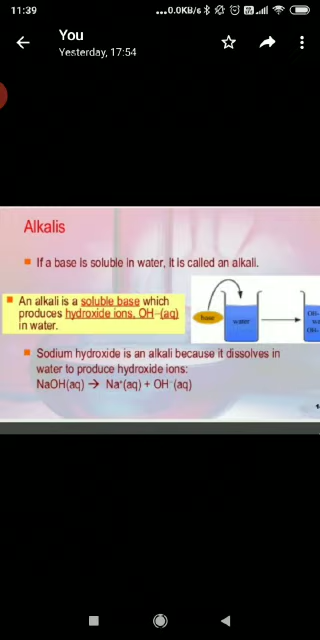 11:39
...0.0KB/s
You
Yesterday, 17:54
Alkalis
If a base is soluble in water, it is called an alkali.
An alkali is a soluble base which
produces hydroxide ions, OH–(aq)
in water.
base
water
Sodium hydroxide is an alkali because it dissolves in
water to produce hydroxide ions:
NaOH(aq) → Na⁺(aq) + OH⁻(aq)